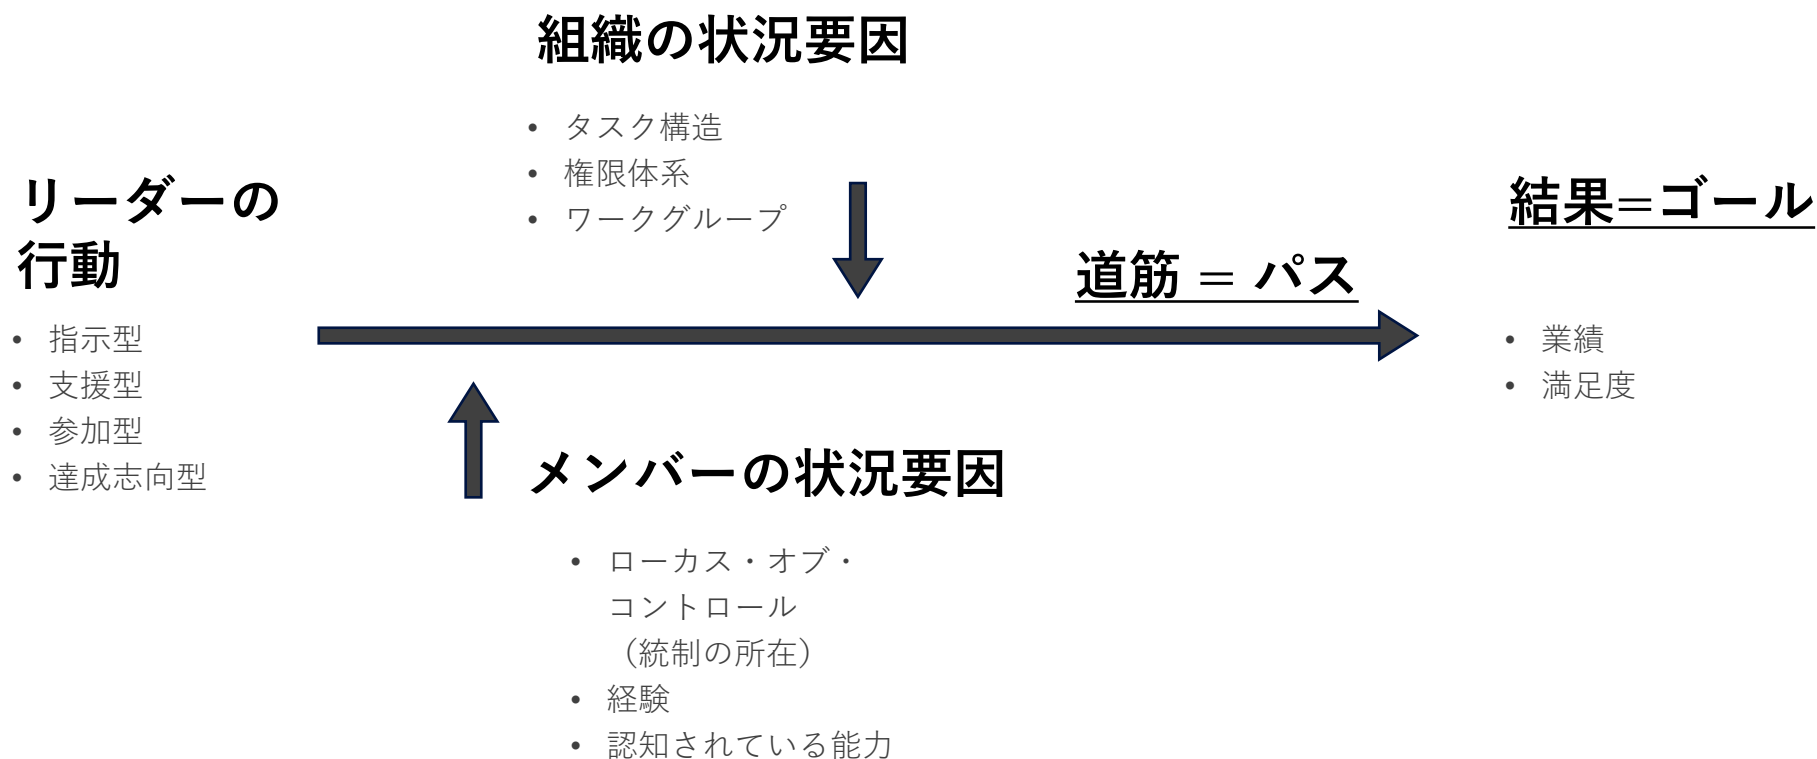 組織の状況要因
• タスク構造
• 権限体系
• ワークグループ
リーダーの
行動
• 指示型
• 支援型
• 参加型
• 達成志向型
道筋 = パス
結果=ゴール
• 業績
• 満足度
メンバーの状況要因
• ローカス・オブ・
コントロール
（統制の所在）
• 経験
• 認知されている能力